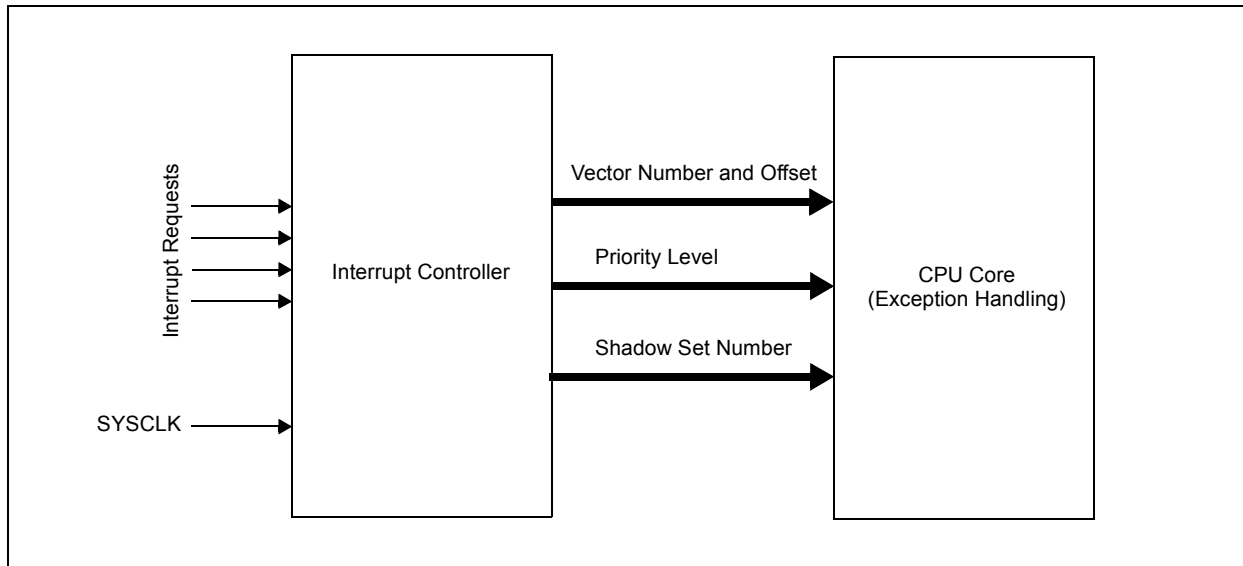 Interrupt Requests
SYSCLK
Interrupt Controller
Vector Number and Offset
Priority Level
Shadow Set Number
CPU Core
(Exception Handling)